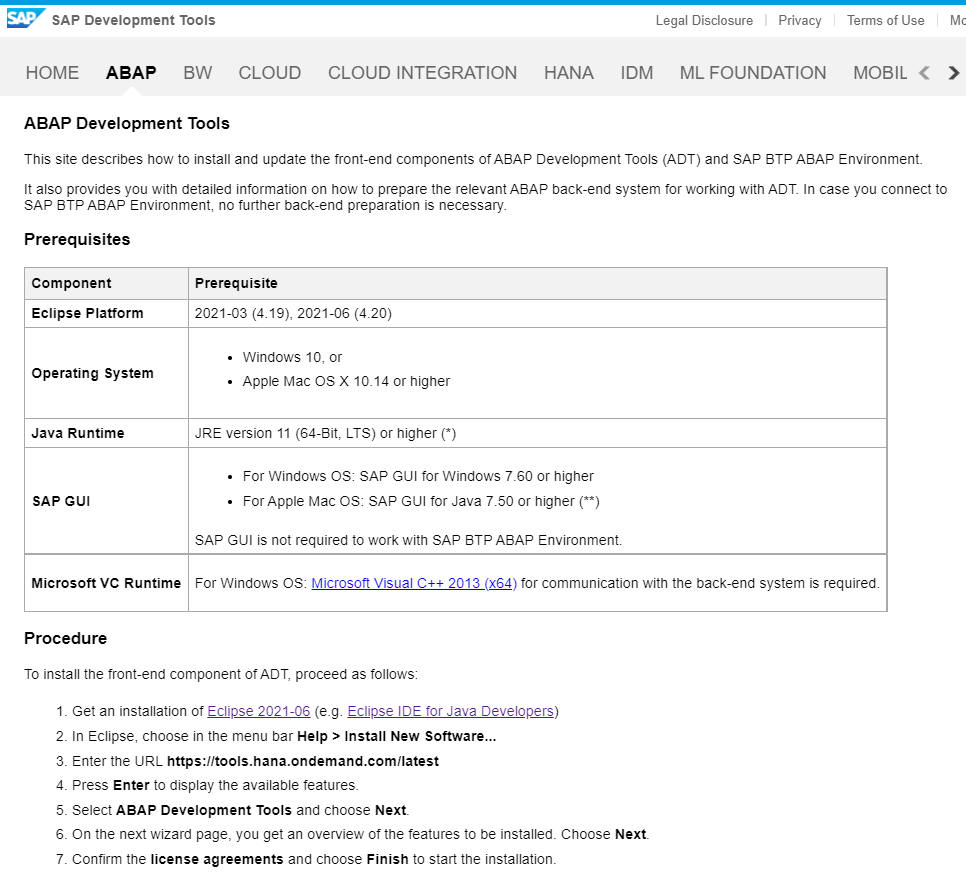 SAP SAP Development Tools
Legal Disclosure Privacy Terms of Use Mo
HOME ABAP BW CLOUD CLOUD INTEGRATION HANA IDM ML FOUNDATION MOBIL
ABAP Development Tools
This site describes how to install and update the front-end components of ABAP Development Tools (ADT) and SAP BTP ABAP Environment.
It also provides you with detailed information on how to prepare the relevant ABAP back-end system for working with ADT. In case you connect to
SAP BTP ABAP Environment, no further back-end preparation is necessary.
Prerequisites
Component Prerequisite
Eclipse Platform 2021-03 (4.19), 2021-06 (4.20)
Operating System
• Windows 10, or
• Apple Mac OS X 10.14 or higher
Java Runtime JRE version 11 (64-Bit, LTS) or higher (*)
SAP GUI
• For Windows OS: SAP GUI for Windows 7.60 or higher
• For Apple Mac OS: SAP GUI for Java 7.50 or higher (**)
SAP GUI is not required to work with SAP BTP ABAP Environment.
Microsoft VC Runtime For Windows OS: Microsoft Visual C++ 2013 (x64) for communication with the back-end system is required.
Procedure
To install the front-end component of ADT, proceed as follows:
1. Get an installation of Eclipse 2021-06 (e.g. Eclipse IDE for Java Developers)
2. In Eclipse, choose in the menu bar Help > Install New Software...
3. Enter the URL https://tools.hana.ondemand.com/latest
4. Press Enter to display the available features.
5. Select ABAP Development Tools and choose Next.
6. On the next wizard page, you get an overview of the features to be installed. Choose Next.
7. Confirm the license agreements and choose Finish to start the installation.